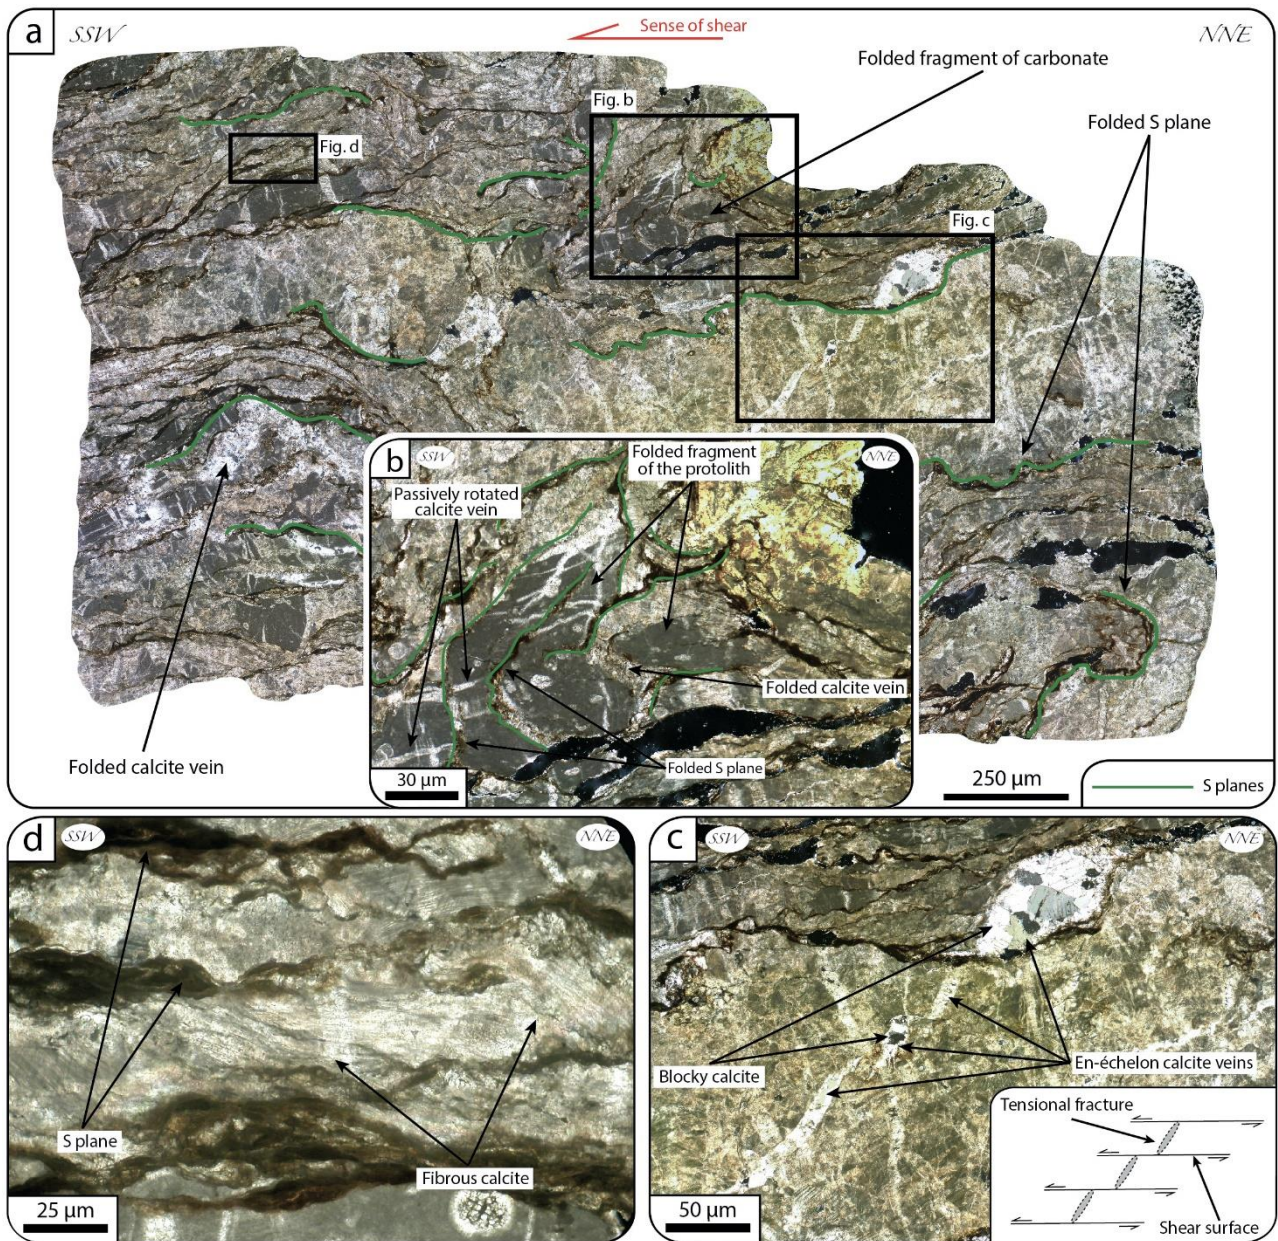 a
SSW
Sense of shear
NNE
Folded fragment of carbonate
Fig. b
Folded S plane
Fig. d
Fig. c
b
SSW
Folded fragment
of the protolith
NNE
Passively rotated
calcite vein
Folded calcite vein
Folded S plane
30 µm
Folded calcite vein
250 µm
S planes
d
SSW
NNE
S plane
Fibrous calcite
25 µm
c
SSW
NNE
Blocky calcite
En-échelon calcite veins
Tensional fracture
Shear surface
50 µm